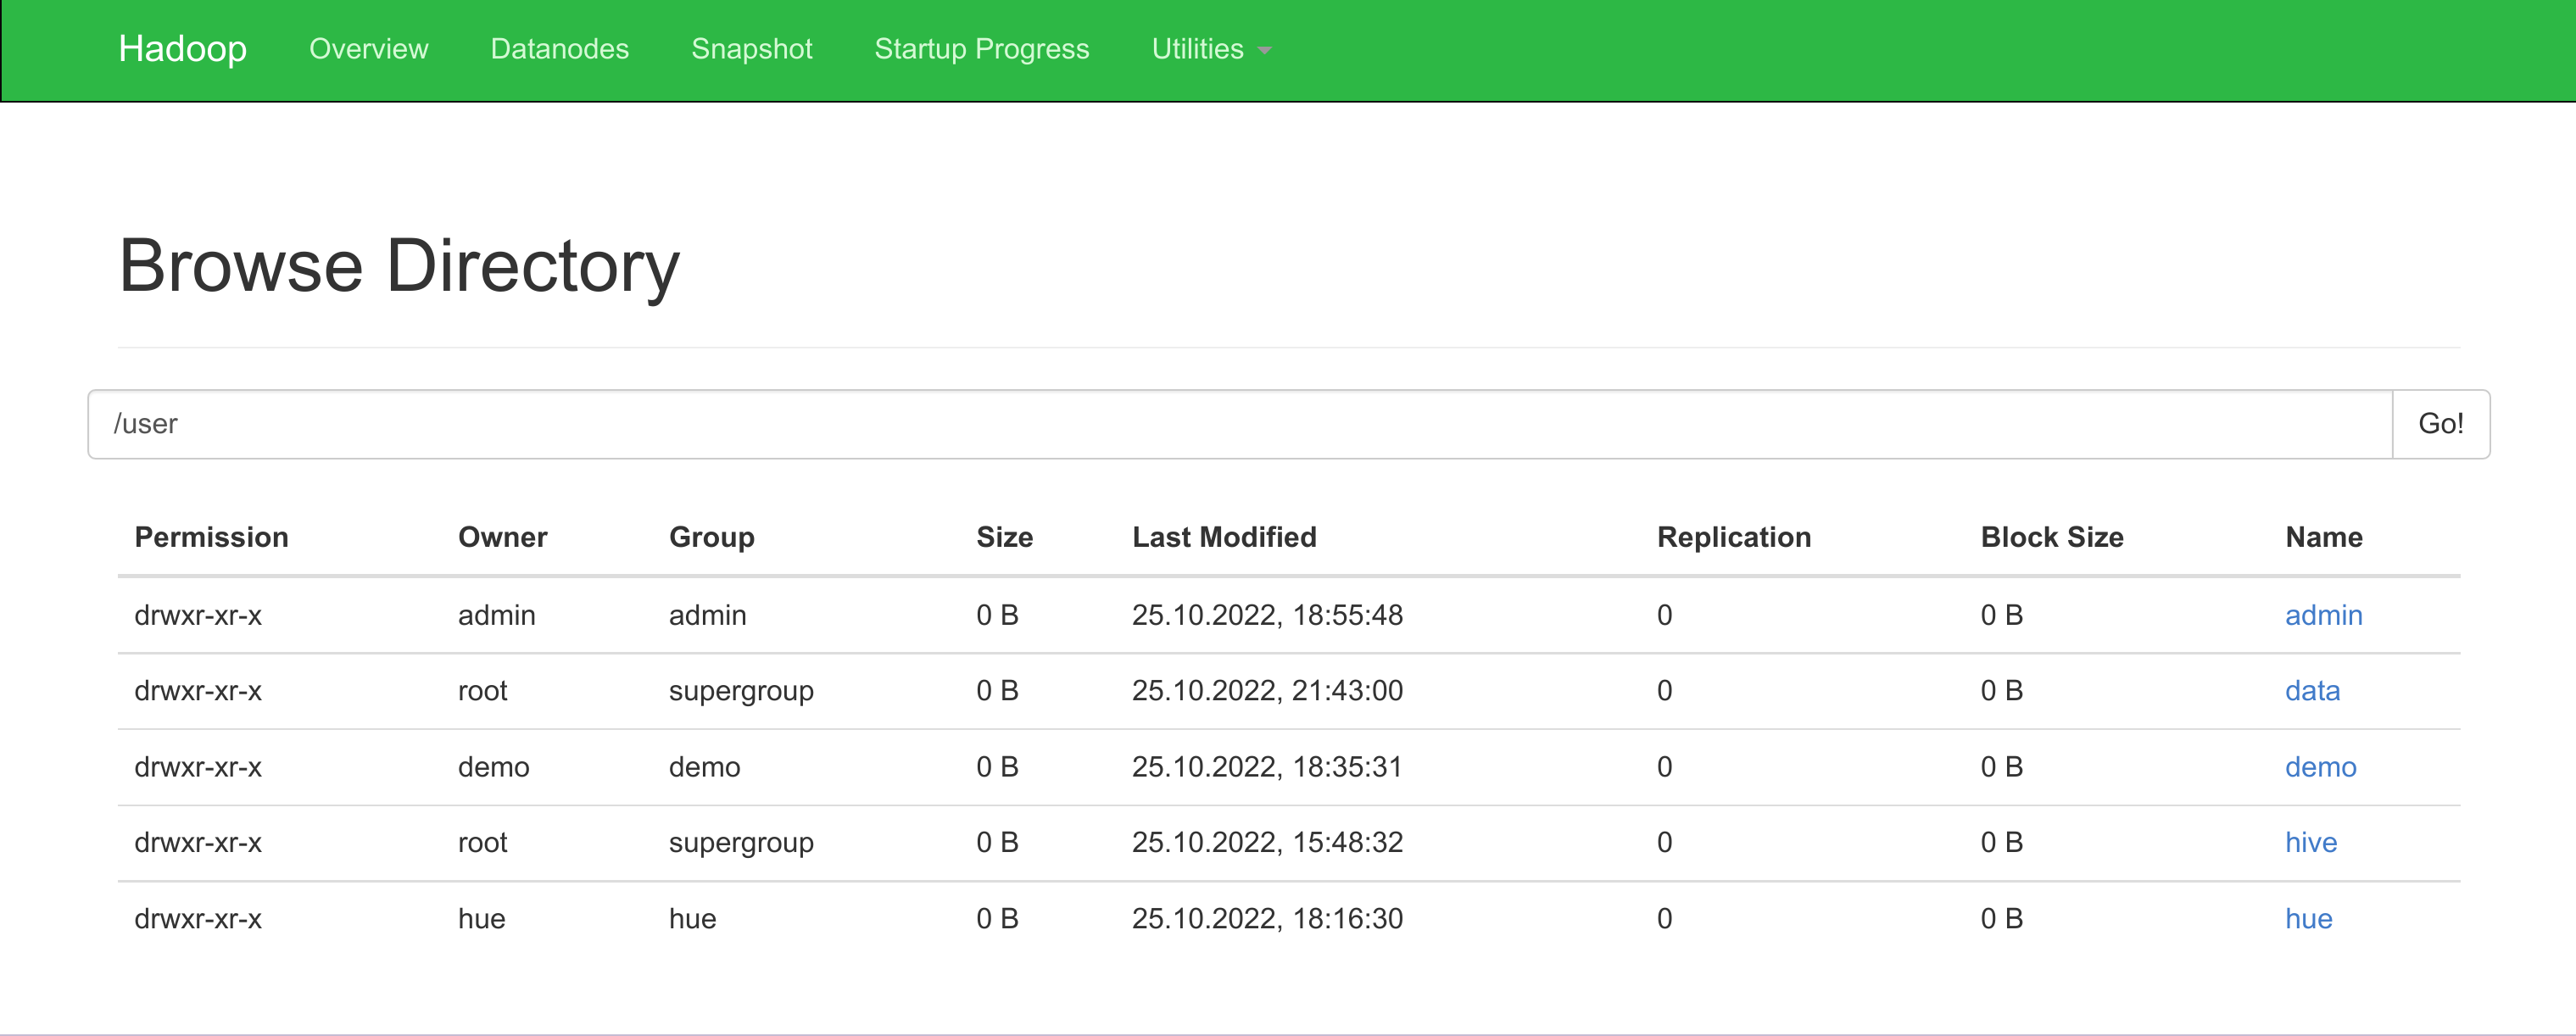 Hadoop Overview Datanodes Snapshot Startup Progress Utilities
Browse Directory
/user Go!
Permission Owner Group Size Last Modified Replication Block Size Name
drwxr-xr-x admin admin 0 B 25.10.2022, 18:55:48 0 0 B admin
drwxr-xr-x root supergroup 0 B 25.10.2022, 21:43:00 0 0 B data
drwxr-xr-x demo demo 0 B 25.10.2022, 18:35:31 0 0 B demo
drwxr-xr-x root supergroup 0 B 25.10.2022, 15:48:32 0 0 B hive
drwxr-xr-x hue hue 0 B 25.10.2022, 18:16:30 0 0 B hue